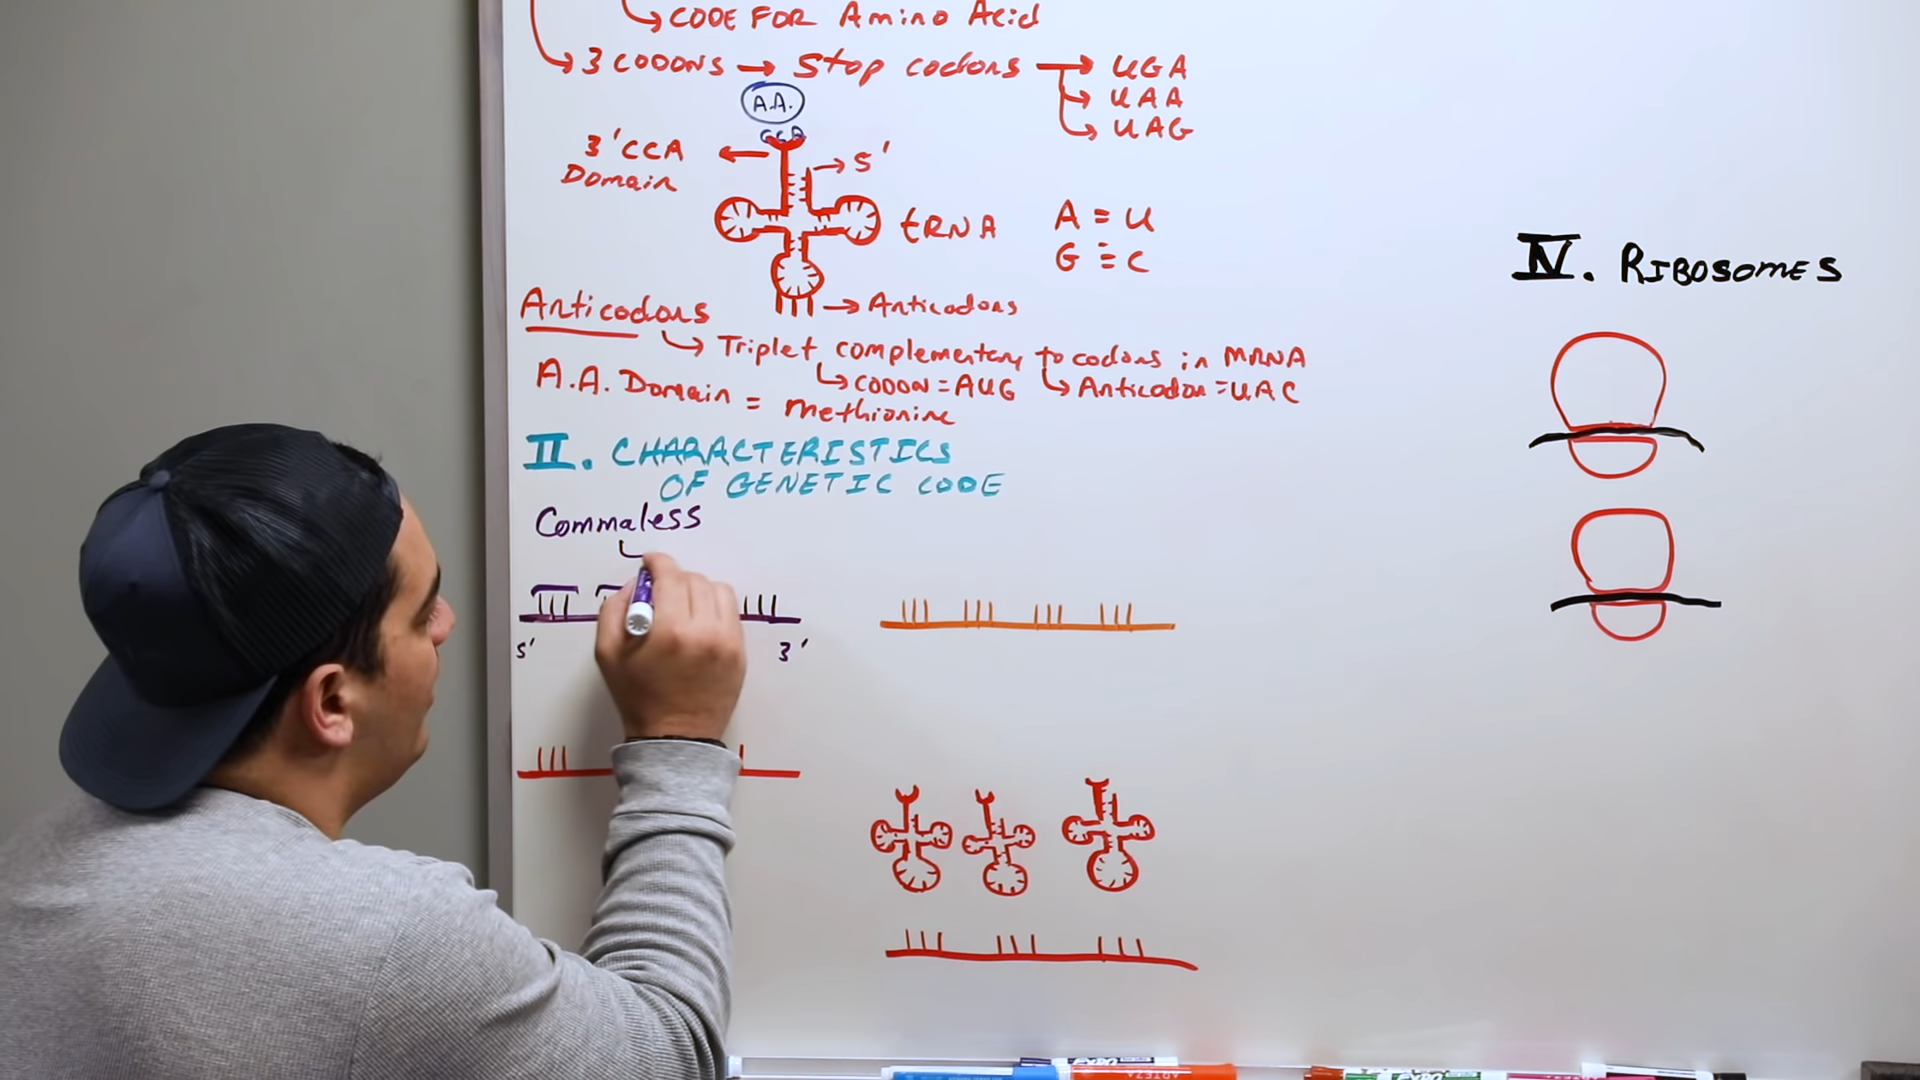 CODE FOR Amino Acid
3 CODONS → Stop codons → UGA
UAA
UAG
A.A.
CCA
3'CCA
Domain
5'
tRNA
A = U
G ≡ C
IV. RIBOSOMES
Anticodons
Anticodons
Triplet complementary to codons in mRNA
CODON = AUG
Anticodon = UAC
A.A. Domain = methionine
II. CHARACTERISTICS
OF GENETIC CODE
Commaless
5'
3'
ARTEZA